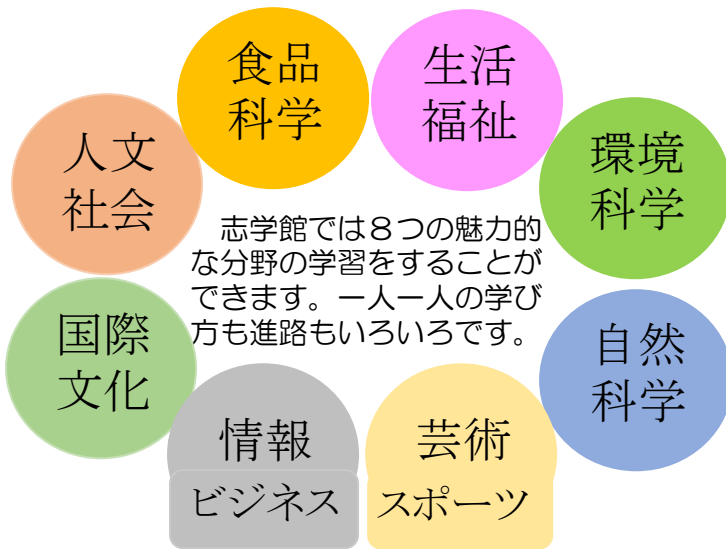 食品
科学
生活
福祉
人文
社会
環境
科学
志学館では８つの魅力的
な分野の学習をすることが
できます。一人一人の学び
方も進路もいろいろです。
国際
文化
自然
科学
情報
ビジネス
芸術
スポーツ